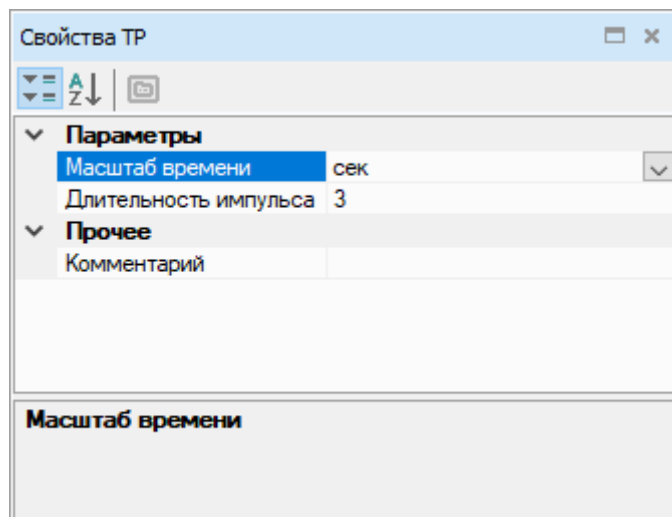 Свойства TP
Параметры
Масштаб времени сек
Длительность импульса 3
Прочее
Комментарий
Масштаб времени